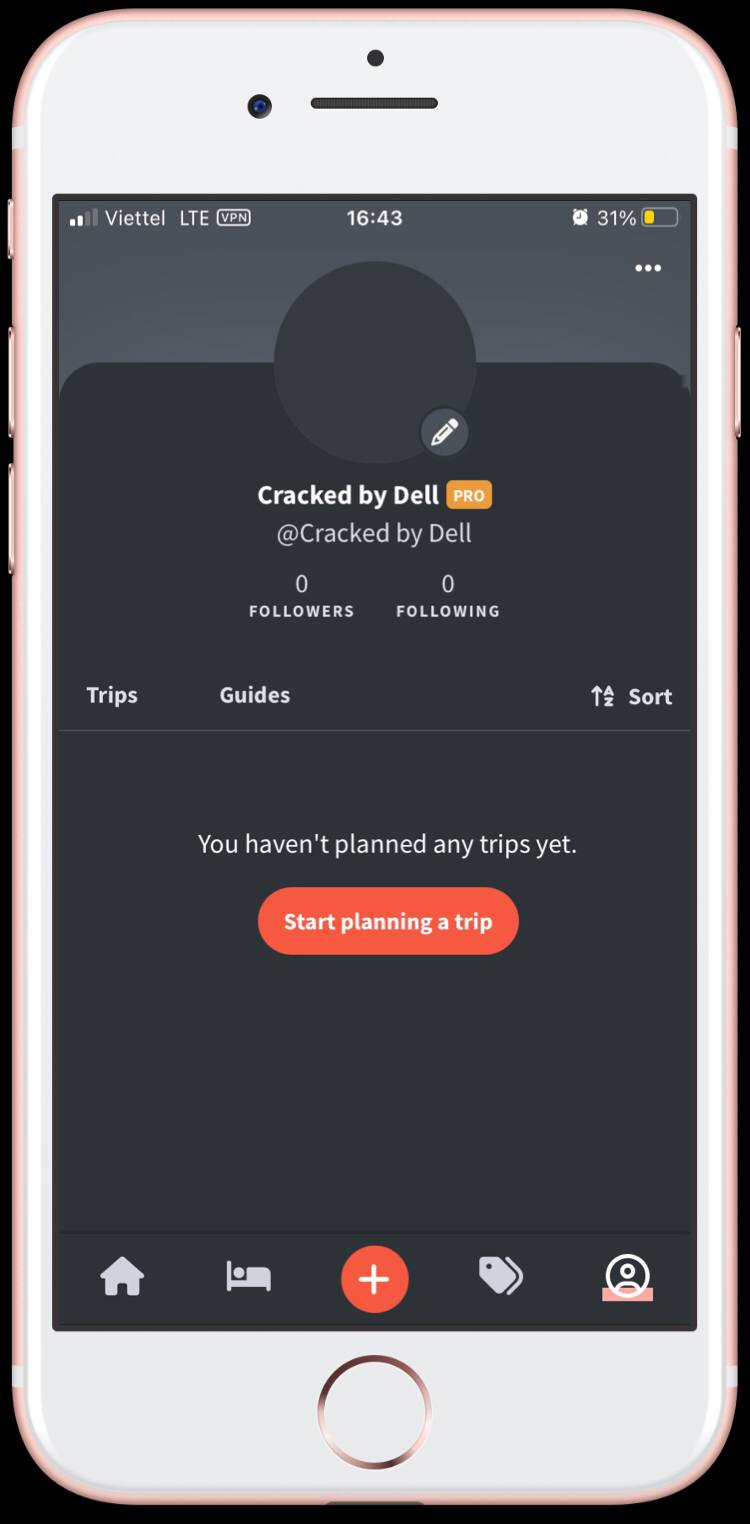 Viettel LTE VPN 16:43 31%
Cracked by Dell PRO
@Cracked by Dell
0 0
FOLLOWERS FOLLOWING
Trips Guides Sort
You haven't planned any trips yet.
Start planning a trip